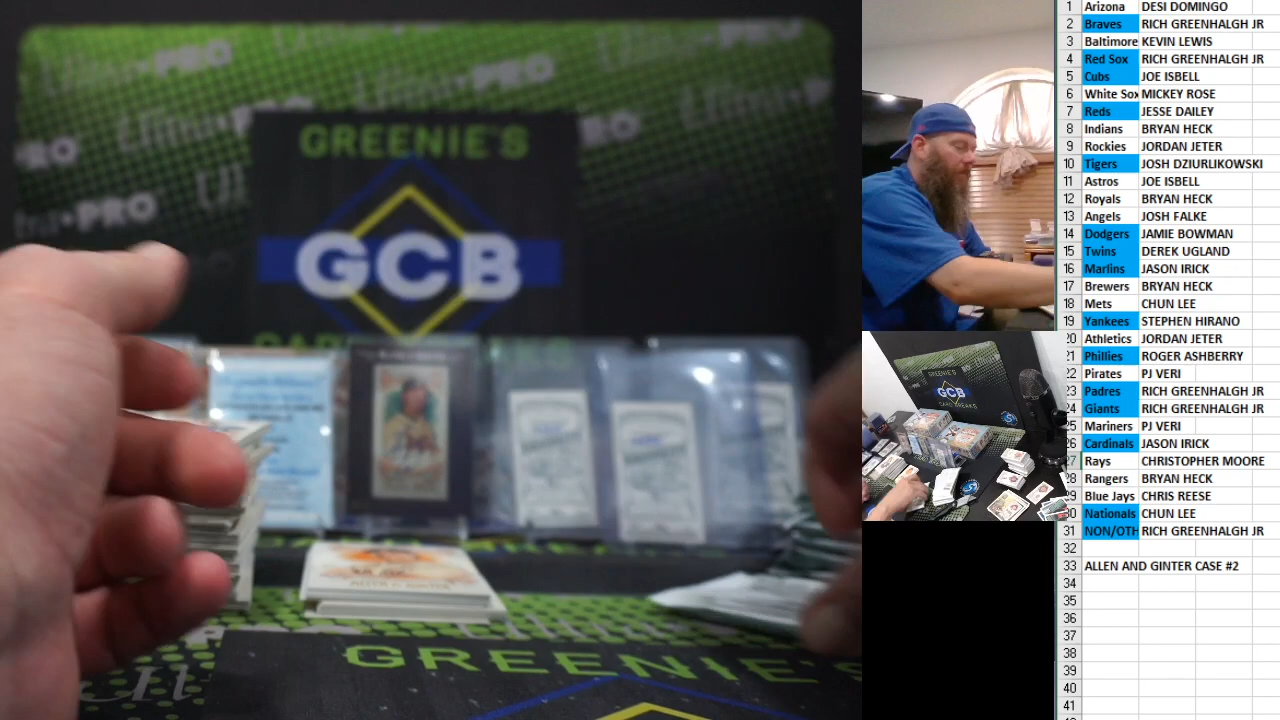 GREENIE'S
GCB
GREENIE'S
PRO
PRO
PRO
GREENIE'S
GCB
1 Arizona DESI DOMINGO
2 Braves RICH GREENHALGH JR
3 Baltimore KEVIN LEWIS
4 Red Sox RICH GREENHALGH JR
5 Cubs JOE ISBELL
6 White Sox MICKEY ROSE
7 Reds JESSE DAILEY
8 Indians BRYAN HECK
9 Rockies JORDAN JETER
10 Tigers JOSH DZIURLIKOWSKI
11 Astros JOE ISBELL
12 Royals BRYAN HECK
13 Angels JOSH FALKE
14 Dodgers JAMIE BOWMAN
15 Twins DEREK UGLAND
16 Marlins JASON IRICK
17 Brewers BRYAN HECK
18 Mets CHUN LEE
19 Yankees STEPHEN HIRANO
20 Athletics JORDAN JETER
21 Phillies ROGER ASHBERRY
22 Pirates PJ VERI
23 Padres RICH GREENHALGH JR
24 Giants RICH GREENHALGH JR
25 Mariners PJ VERI
26 Cardinals JASON IRICK
27 Rays CHRISTOPHER MOORE
28 Rangers BRYAN HECK
29 Blue Jays CHRIS REESE
30 Nationals CHUN LEE
31 NON/OTH RICH GREENHALGH JR
32
33 ALLEN AND GINTER CASE #2
34
35
36
37
38
39
40
41